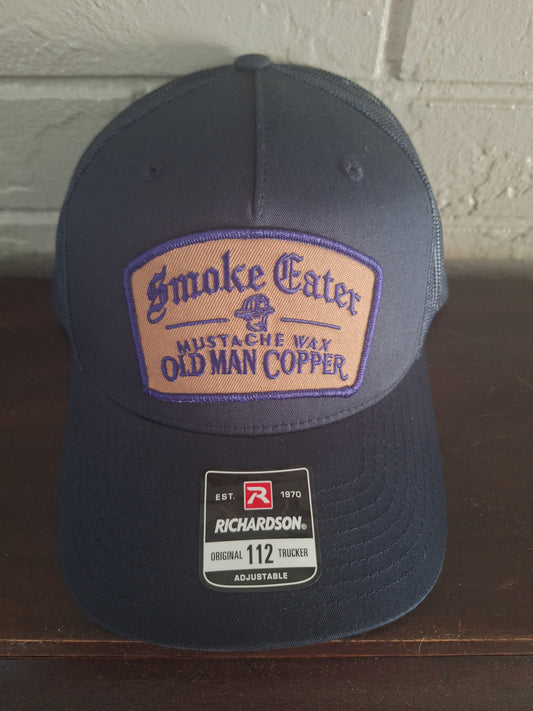 Smoke Eater
MUSTACHE WAX
OLD MAN COPPER
EST. R 1970
RICHARDSON®
ORIGINAL 112 TRUCKER
ADJUSTABLE